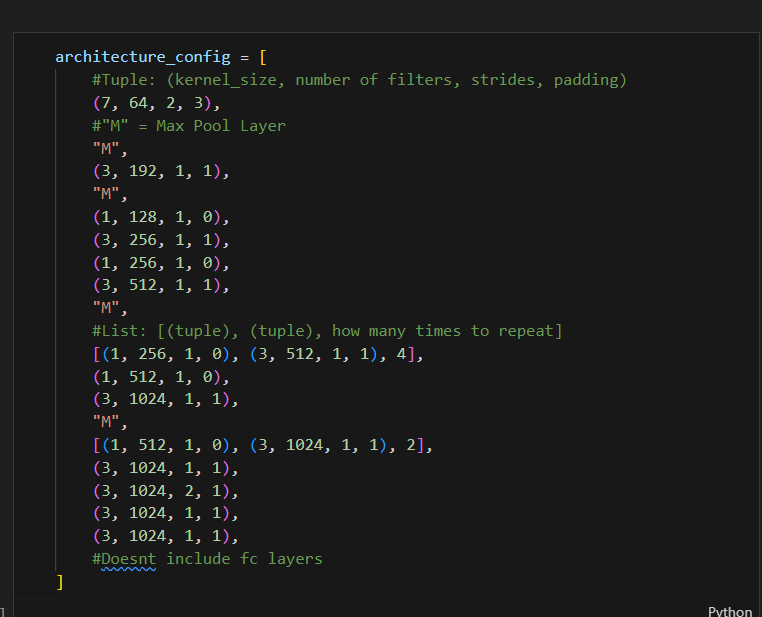 architecture_config = [
#Tuple: (kernel_size, number of filters, strides, padding)
(7, 64, 2, 3),
#"M" = Max Pool Layer
"M",
(3, 192, 1, 1),
"M",
(1, 128, 1, 0),
(3, 256, 1, 1),
(1, 256, 1, 0),
(3, 512, 1, 1),
"M",
#List: [(tuple), (tuple), how many times to repeat]
[(1, 256, 1, 0), (3, 512, 1, 1), 4],
(1, 512, 1, 0),
(3, 1024, 1, 1),
"M",
[(1, 512, 1, 0), (3, 1024, 1, 1), 2],
(3, 1024, 1, 1),
(3, 1024, 2, 1),
(3, 1024, 1, 1),
(3, 1024, 1, 1),
#Doesnt include fc layers
]
]
Python